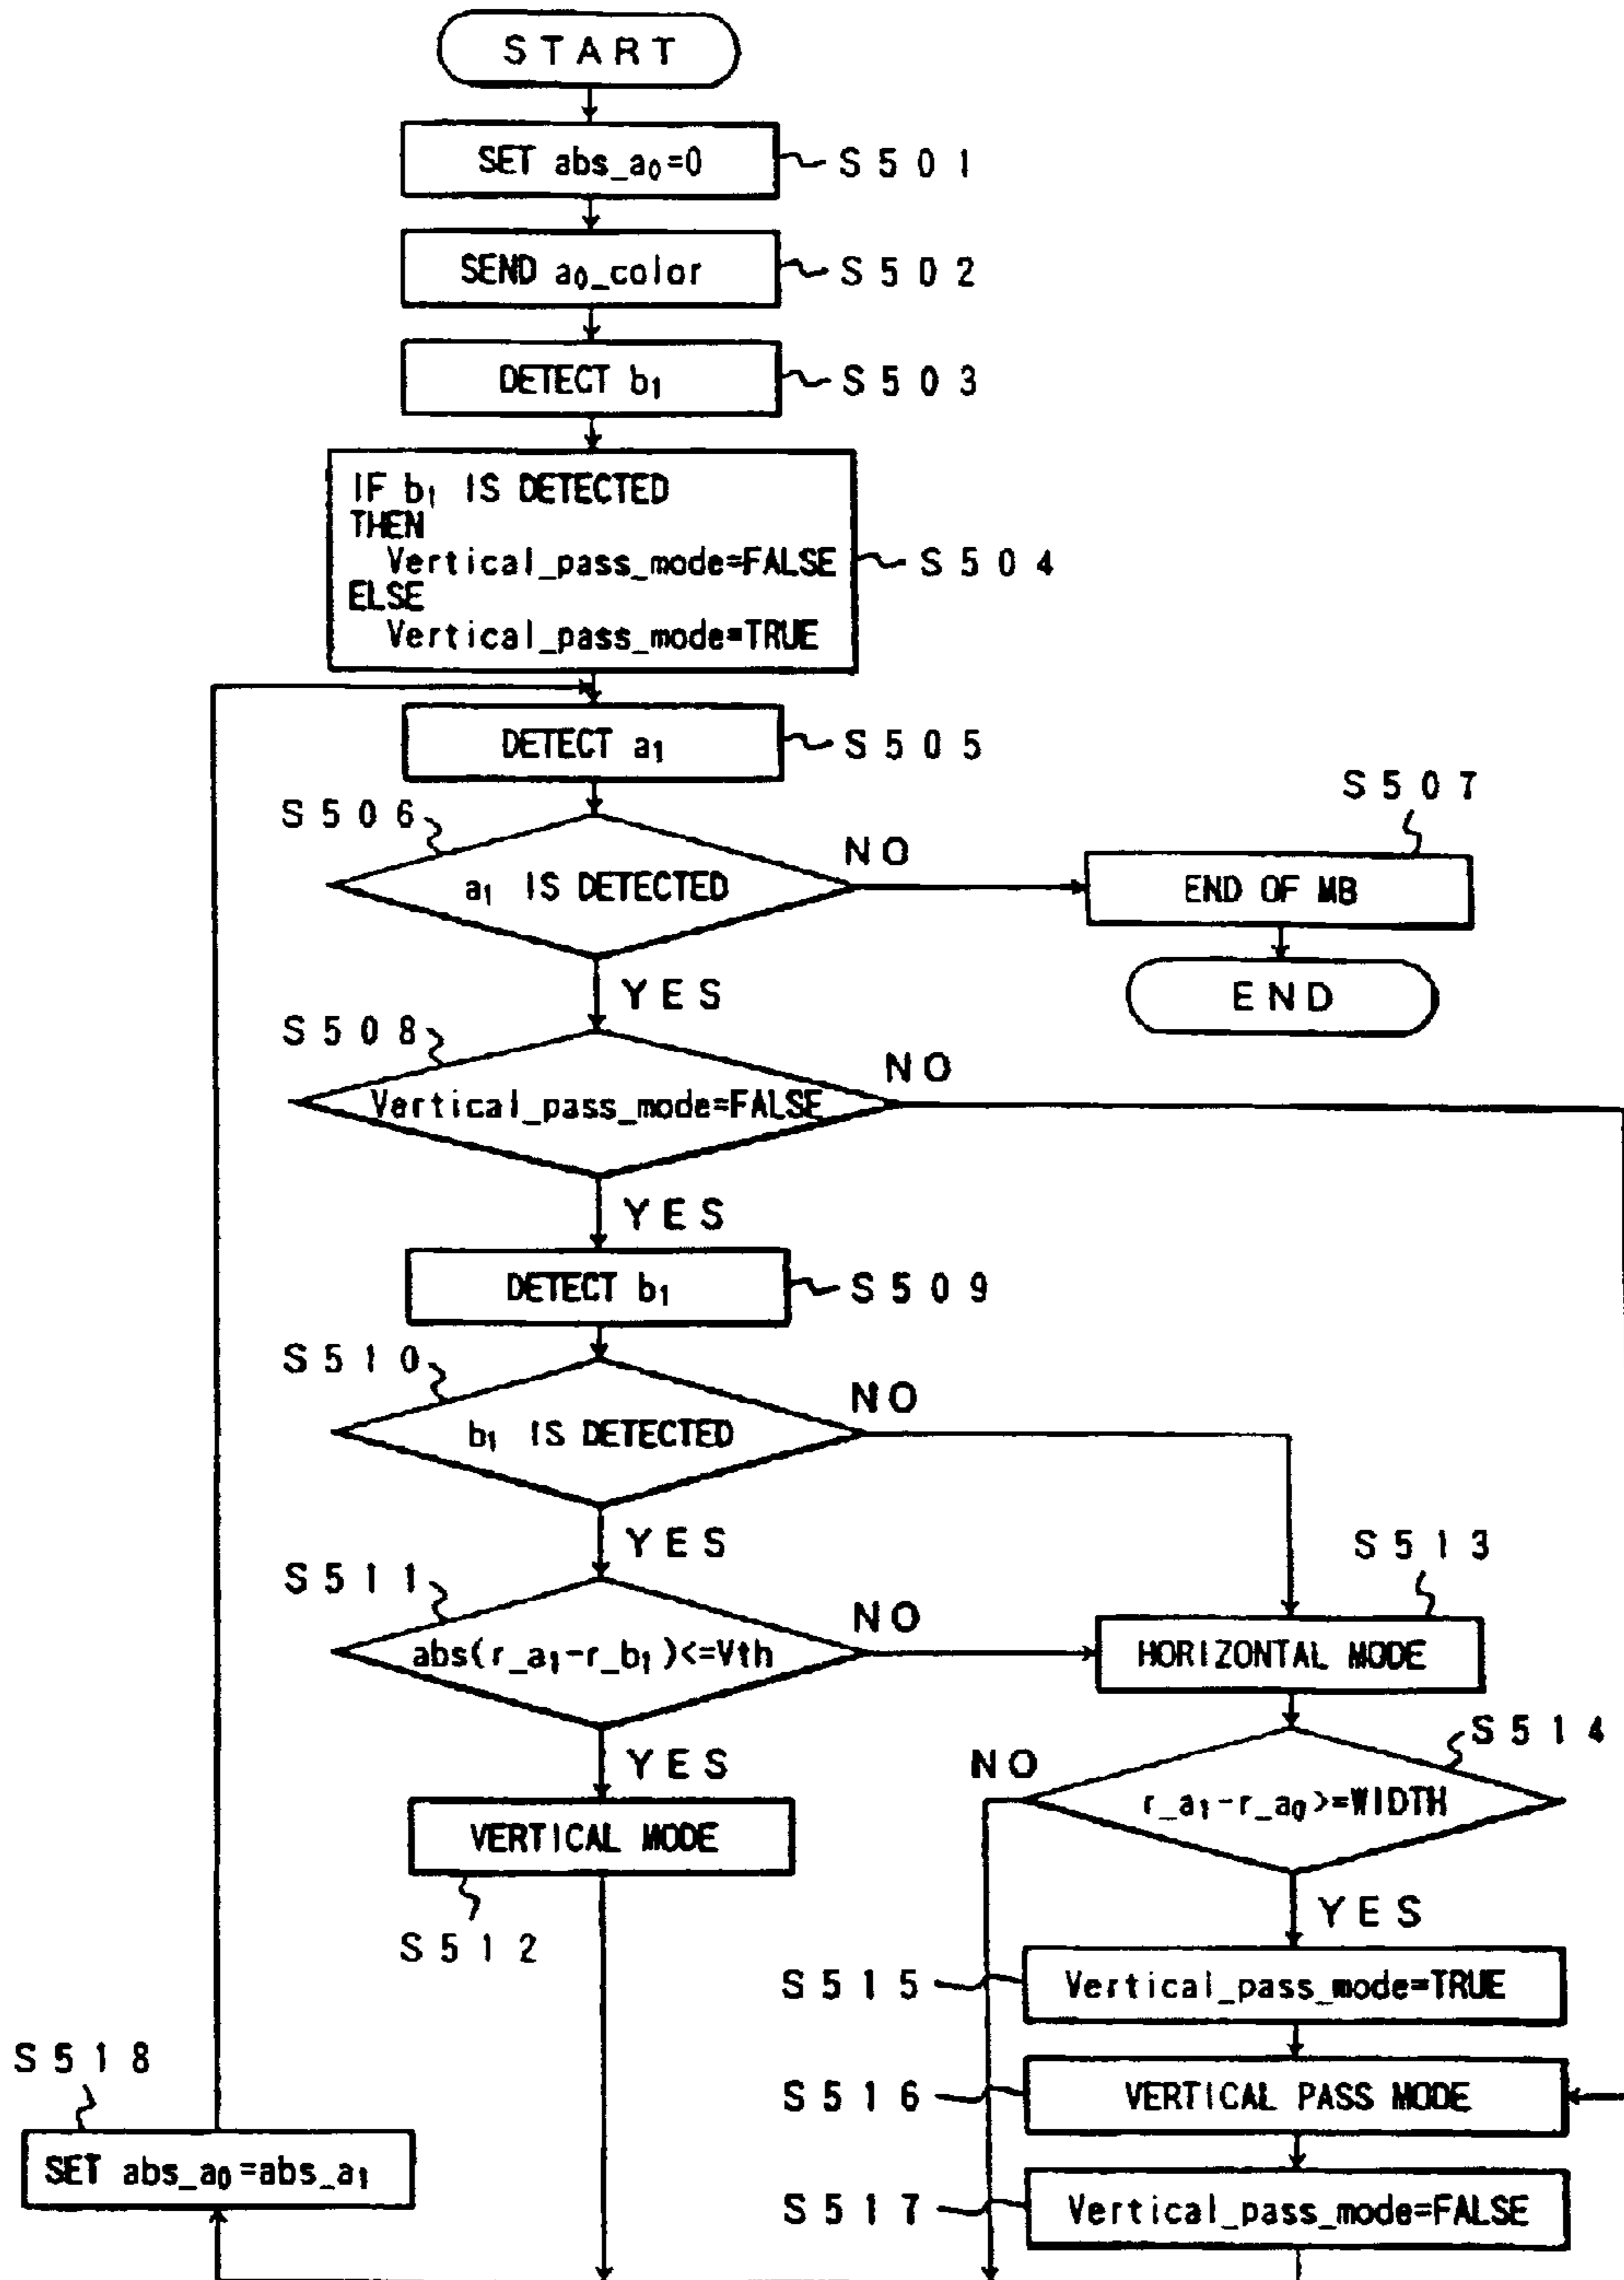 START
SET abs_a₀=0
S501
SEND a₀_color
S502
DETECT b₁
S503
IF b₁ IS DETECTED
THEN
Vertical_pass_mode=FALSE
S504
ELSE
Vertical_pass_mode=TRUE
DETECT a₁
S505
S506
a₁ IS DETECTED
NO
YES
S507
END OF MB
END
S508
Vertical_pass_mode=FALSE
NO
YES
DETECT b₁
S509
S510
b₁ IS DETECTED
NO
YES
S511
abs(r_a₁-r_b₁)<=Vth
NO
YES
S513
HORIZONTAL MODE
VERTICAL MODE
S512
S514
r_a₁-r_a₀>=WIDTH
NO
YES
S515
Vertical_pass_mode=TRUE
S516
VERTICAL PASS MODE
S517
Vertical_pass_mode=FALSE
S518
SET abs_a₀=abs_a₁